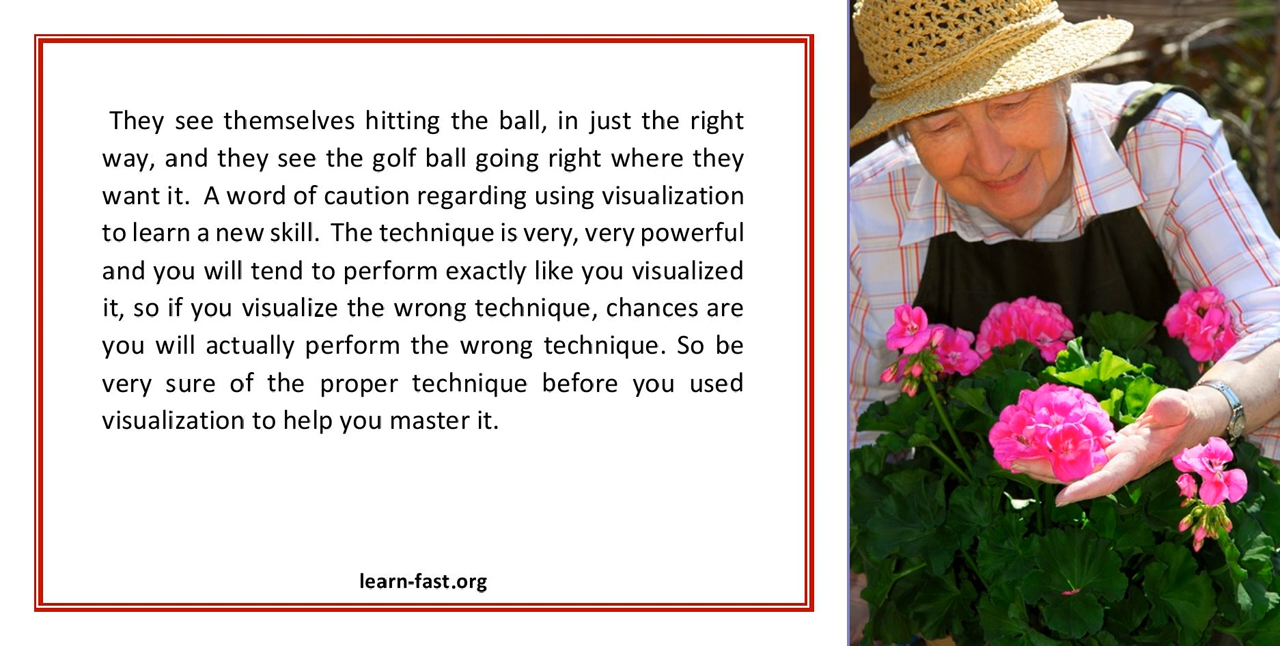 They see themselves hitting the ball, in just the right
way, and they see the golf ball going right where they
want it.  A word of caution regarding using visualization
to learn a new skill.  The technique is very, very powerful
and you will tend to perform exactly like you visualized
it, so if you visualize the wrong technique, chances are
you will actually perform the wrong technique. So be
very sure of the proper technique before you used
visualization to help you master it.
learn-fast.org